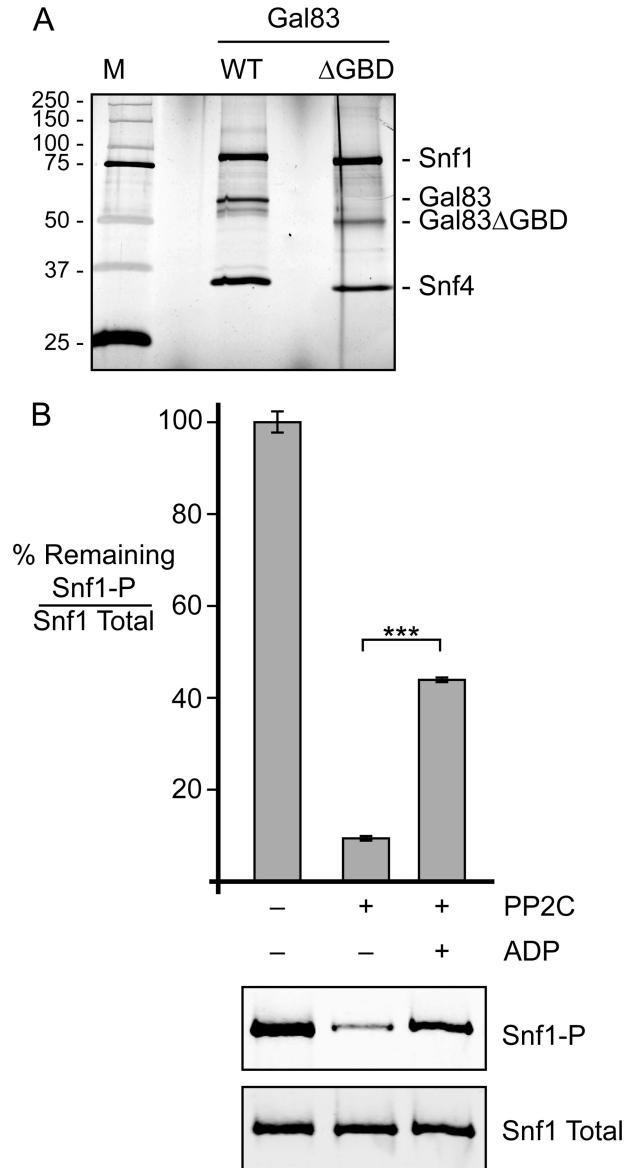 A
Gal83
M WT ΔGBD
250 -
150 -
100 -
75 -
50 -
37 -
25 -
- Snf1
- Gal83
- Gal83ΔGBD
- Snf4
B
100
80
60
40
20
% Remaining
Snf1-P
Snf1 Total
***
– + + PP2C
– – + ADP
Snf1-P
Snf1 Total